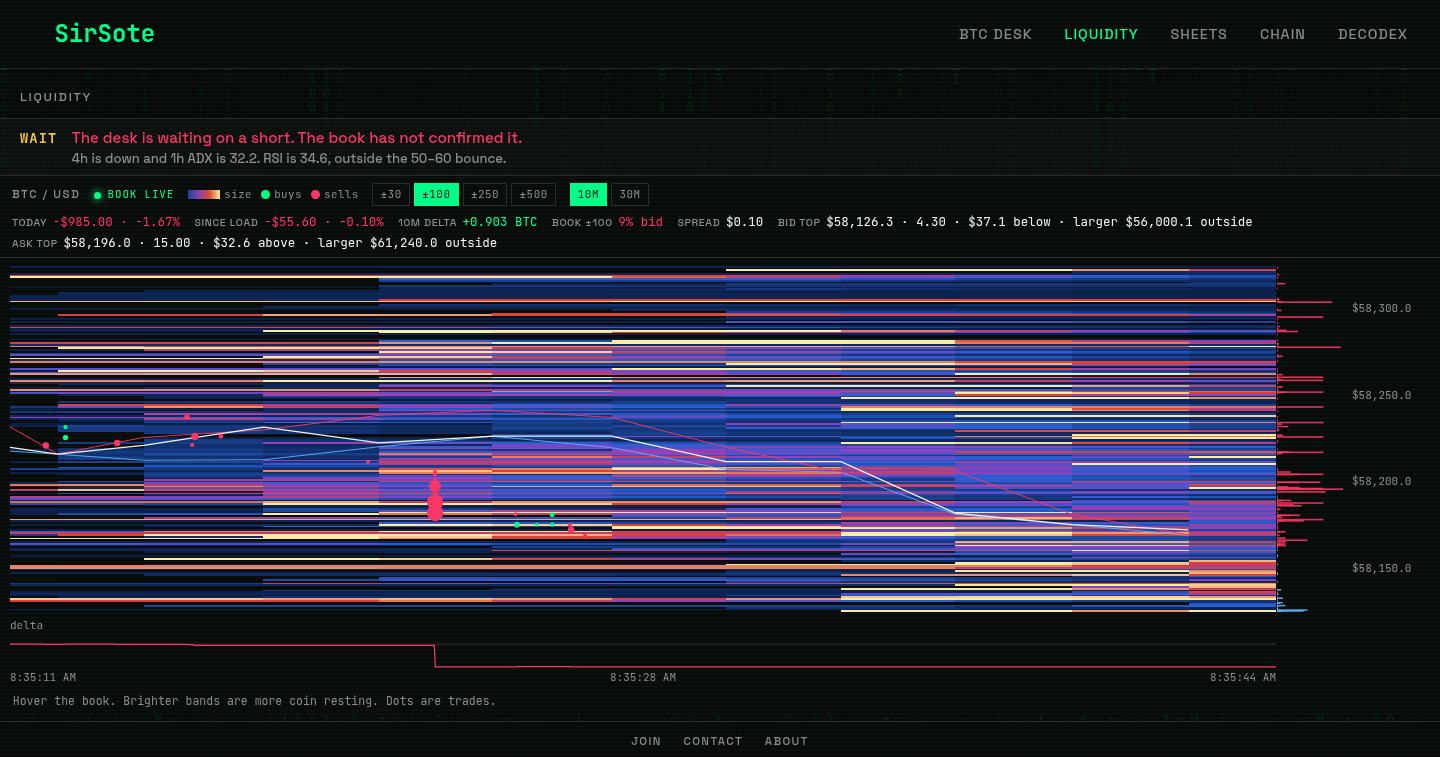 SirSote
BTC DESK LIQUIDITY SHEETS CHAIN DECODEX
LIQUIDITY
WAIT The desk is waiting on a short. The book has not confirmed it.
4h is down and 1h ADX is 32.2. RSI is 34.6, outside the 50–60 bounce.
BTC / USD BOOK LIVE size buys sells ±30 ±100 ±250 ±500 10M 30M
TODAY -$985.00 · -1.67% SINCE LOAD -$55.60 · -0.10% 10M DELTA +0.903 BTC BOOK ±100 9% bid SPREAD $0.10 BID TOP $58,126.3 · 4.30 · $37.1 below · larger $56,000.1 outside
ASK TOP $58,196.0 · 15.00 · $32.6 above · larger $61,240.0 outside
$58,300.0
$58,250.0
$58,200.0
$58,150.0
delta
8:35:11 AM 8:35:28 AM 8:35:44 AM
Hover the book. Brighter bands are more coin resting. Dots are trades.
JOIN CONTACT ABOUT